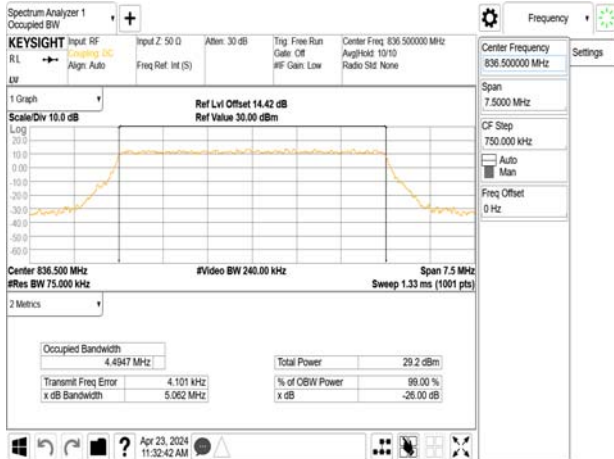 Spectrum Analyzer 1
Occupied BW
+
Frequency
KEYSIGHT
RL
Input: RF
Coupling: DC
Align: Auto
Input Z: 50 Ω
Freq Ref: Int (S)
Atten: 30 dB
Trig: Free Run
Gate: Off
#IF Gain: Low
Center Freq: 836.500000 MHz
Avg|Hold: 10/10
Radio Std: None
Center Frequency
836.500000 MHz
Settings
Span
7.5000 MHz
CF Step
750.000 kHz
Auto
Man
Freq Offset
0 Hz
1 Graph
Scale/Div 10.0 dB
Ref Lvl Offset 14.42 dB
Ref Value 30.00 dBm
Log
20.0
10.0
0.00
-10.0
-20.0
-30.0
-40.0
-50.0
-60.0
Center 836.500 MHz
#Res BW 75.000 kHz
#Video BW 240.00 kHz
Span 7.5 MHz
Sweep 1.33 ms (1001 pts)
2 Metrics
Occupied Bandwidth
4.4947 MHz
Total Power 29.2 dBm
Transmit Freq Error 4.101 kHz
% of OBW Power 99.00 %
x dB Bandwidth 5.062 MHz
x dB -26.00 dB
?
Apr 23, 2024
11:32:42 AM